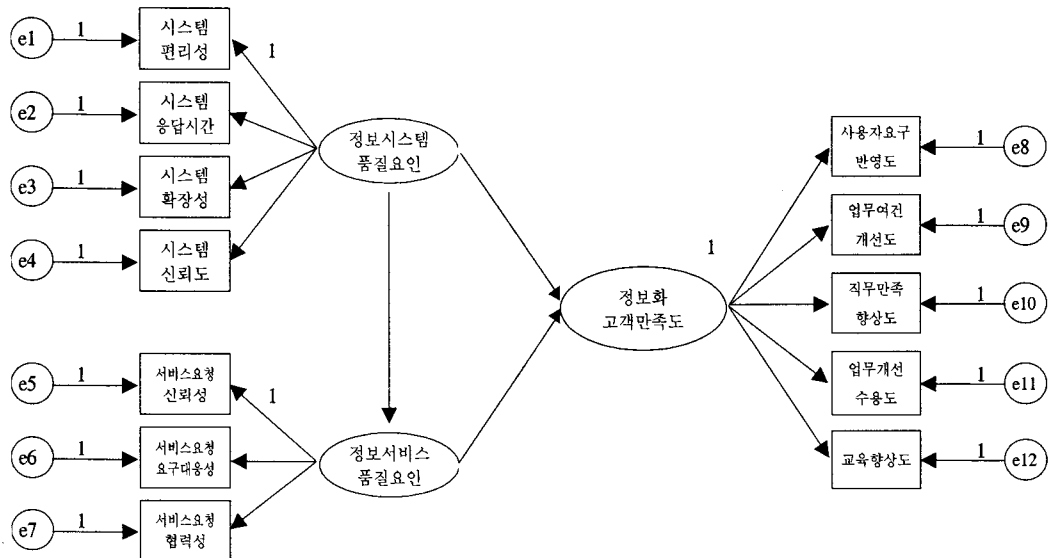 e1
1
시스템
편리성
1
e2
1
시스템
응답시간
e3
1
시스템
확장성
e4
1
시스템
신뢰도
정보시스템
품질요인
e5
1
서비스요청
신뢰성
1
e6
1
서비스요청
요구대응성
e7
1
서비스요청
협력성
정보서비스
품질요인
정보화
고객만족도
1
사용자요구
반영도
1
e8
업무여건
개선도
1
e9
직무만족
향상도
1
e10
업무개선
수용도
1
e11
교육향상도
1
e12